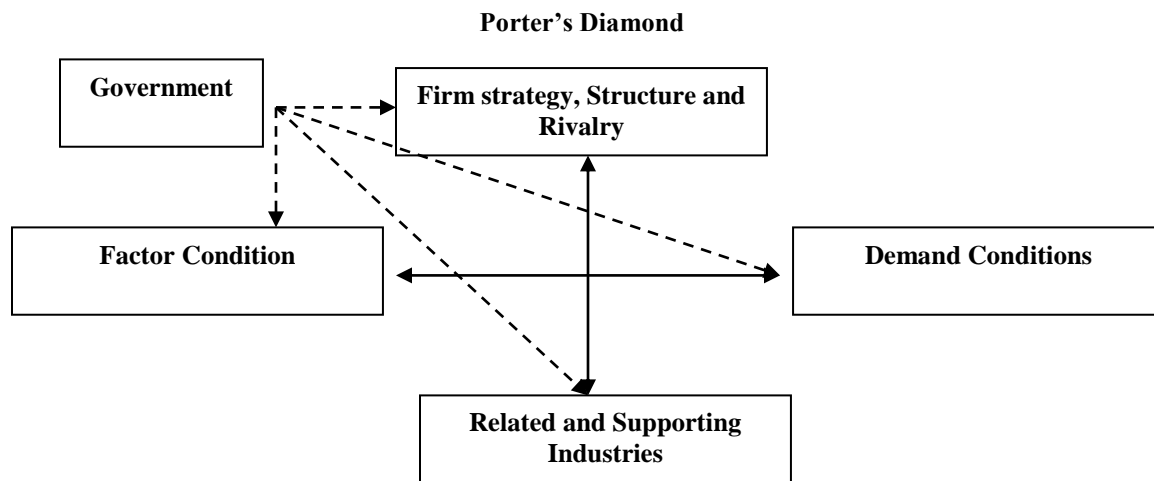 Porter’s Diamond
Government
Firm strategy, Structure and
Rivalry
Factor Condition
Demand Conditions
Related and Supporting
Industries